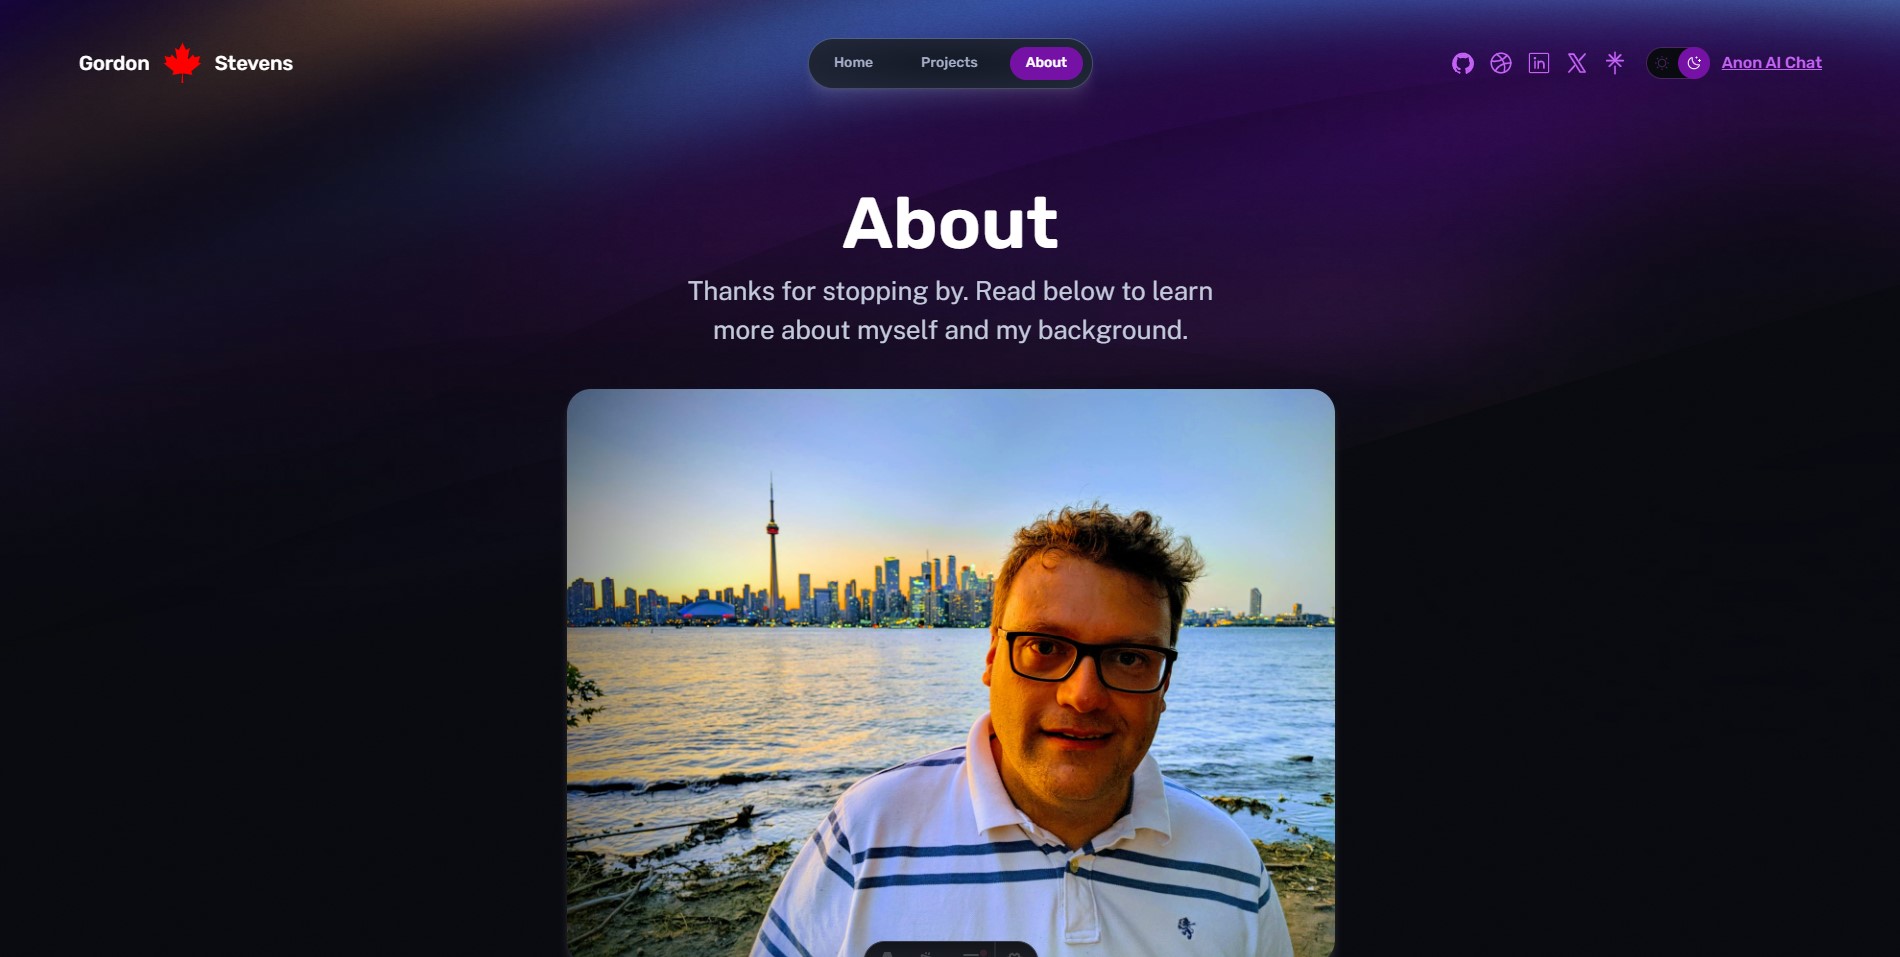 Gordon Stevens
Home Projects About
Anon AI Chat
About
Thanks for stopping by. Read below to learn
more about myself and my background.